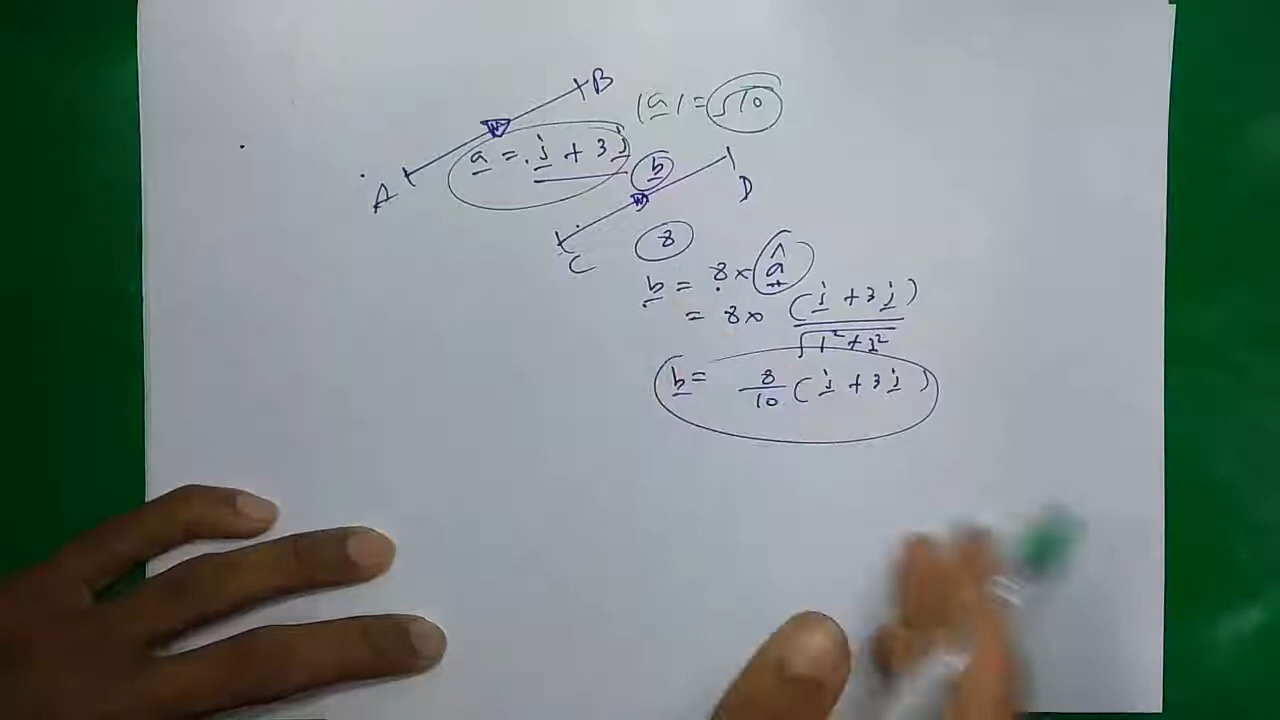 B
|a| = √10
a = i + 3j
b
A
D
8
C
b = 8 × â
= 8 × (i + 3j) / √1² + 3²
b = 8/10 (i + 3j)